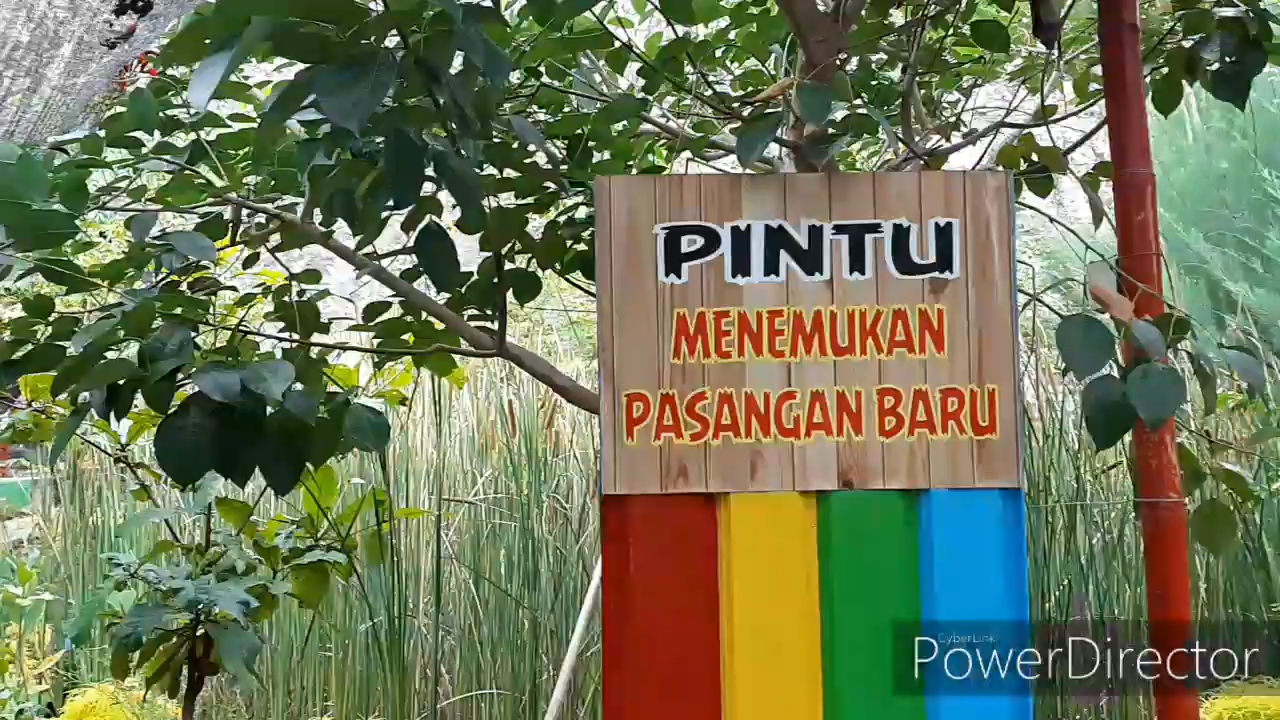 PINTU
MENEMUKAN
PASANGAN BARU
CyberLink
PowerDirector